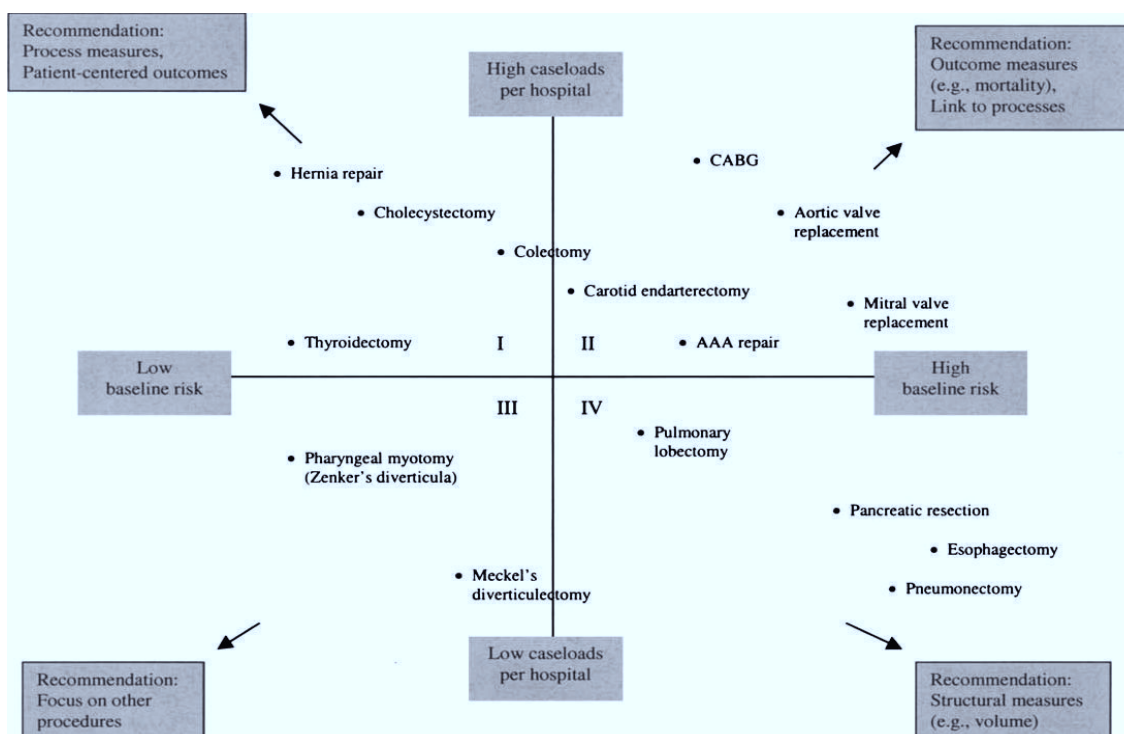 Recommendation:
Process measures,
Patient-centered outcomes
High caseloads
per hospital
Recommendation:
Outcome measures
(e.g., mortality),
Link to processes
CABG
Hernia repair
Cholecystectomy
Aortic valve
replacement
Colectomy
Carotid endarterectomy
Mitral valve
replacement
Thyroidectomy
I
II
AAA repair
Low
baseline risk
High
baseline risk
III
IV
Pulmonary
lobectomy
Pharyngeal myotomy
(Zenker's diverticula)
Pancreatic resection
Esophagectomy
Meckel's
diverticulectomy
Pneumonectomy
Low caseloads
per hospital
Recommendation:
Focus on other
procedures
Recommendation:
Structural measures
(e.g., volume)